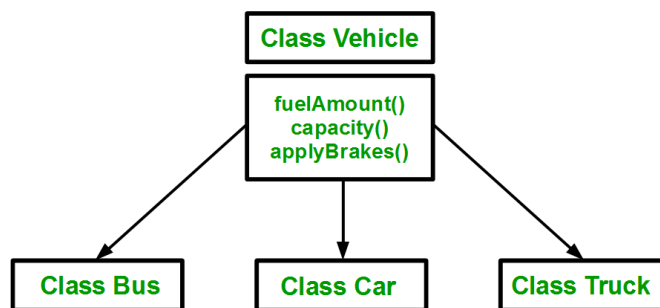 Class Vehicle
fuelAmount()
capacity()
applyBrakes()
Class Bus
Class Car
Class Truck